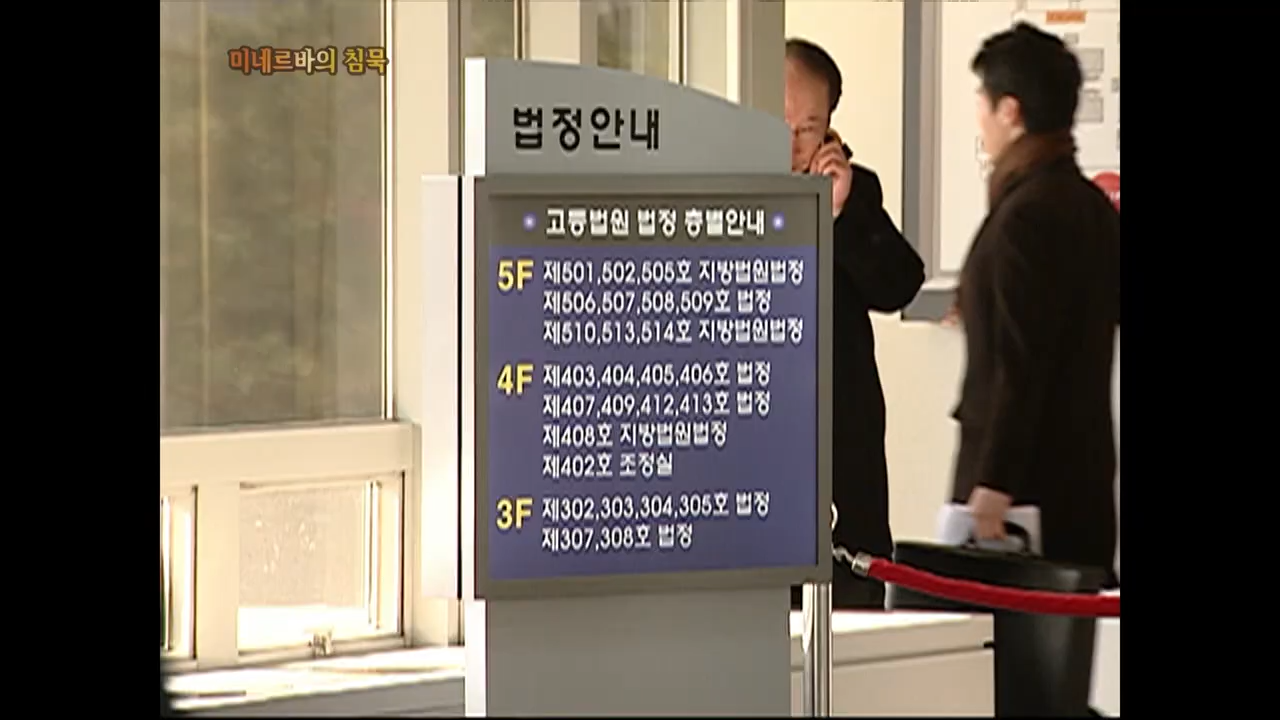 미네르바의 침묵
법정안내
고등법원 법정 층별안내
5F 제501,502,505호 지방법원법정
제506,507,508,509호 법정
제510,513,514호 지방법원법정
4F 제403,404,405,406호 법정
제407,409,412,413호 법정
제408호 지방법원법정
제402호 조정실
3F 제302,303,304,305호 법정
제307,308호 법정